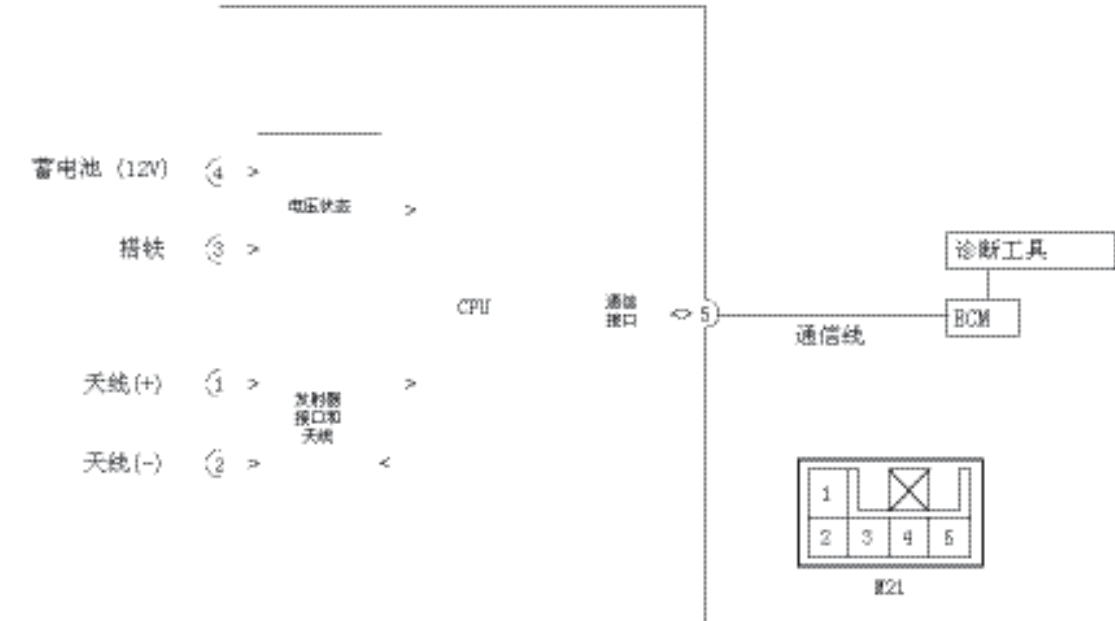 蓄电池 (12V)
4
电压状态
搭铁
3
CPU
通信
接口
5
通信线
诊断工具
BCM
天线(+)
1
发射器
接口和
天线
天线(-)
2
1
2 3 4 5
M21